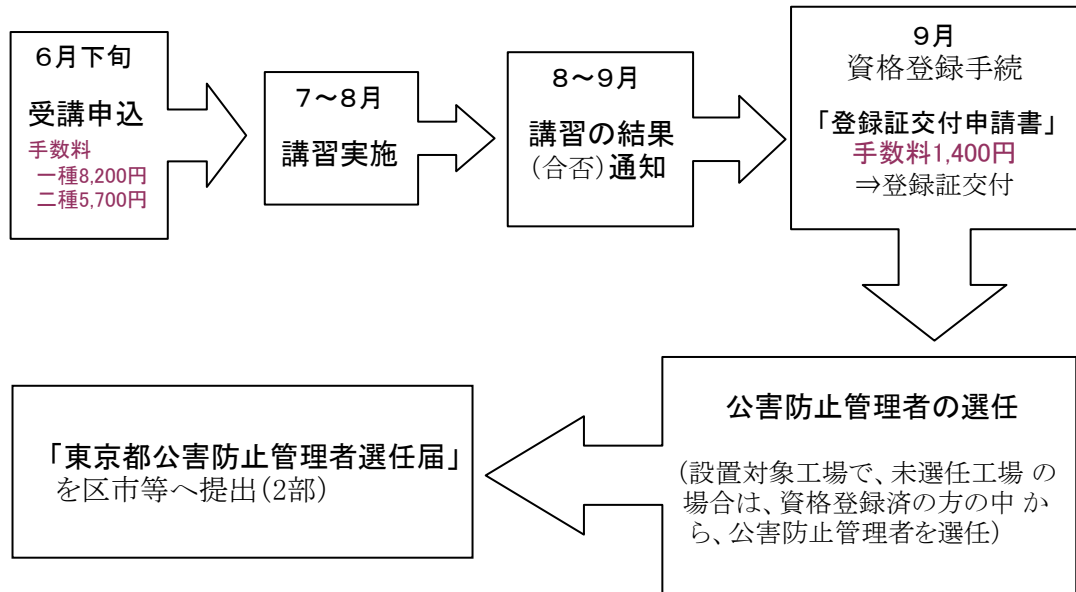 6月下旬
受講申込
手数料
一種8,200円
二種5,700円
7～8月
講習実施
8～9月
講習の結果
(合否)通知
9月
資格登録手続
「登録証交付申請書」
手数料1,400円
⇒登録証交付
公害防止管理者の選任
(設置対象工場で、未選任工場 の
場合は、資格登録済の方の中 か
ら、公害防止管理者を選任)
「東京都公害防止管理者選任届」
を区市等へ提出(2部)